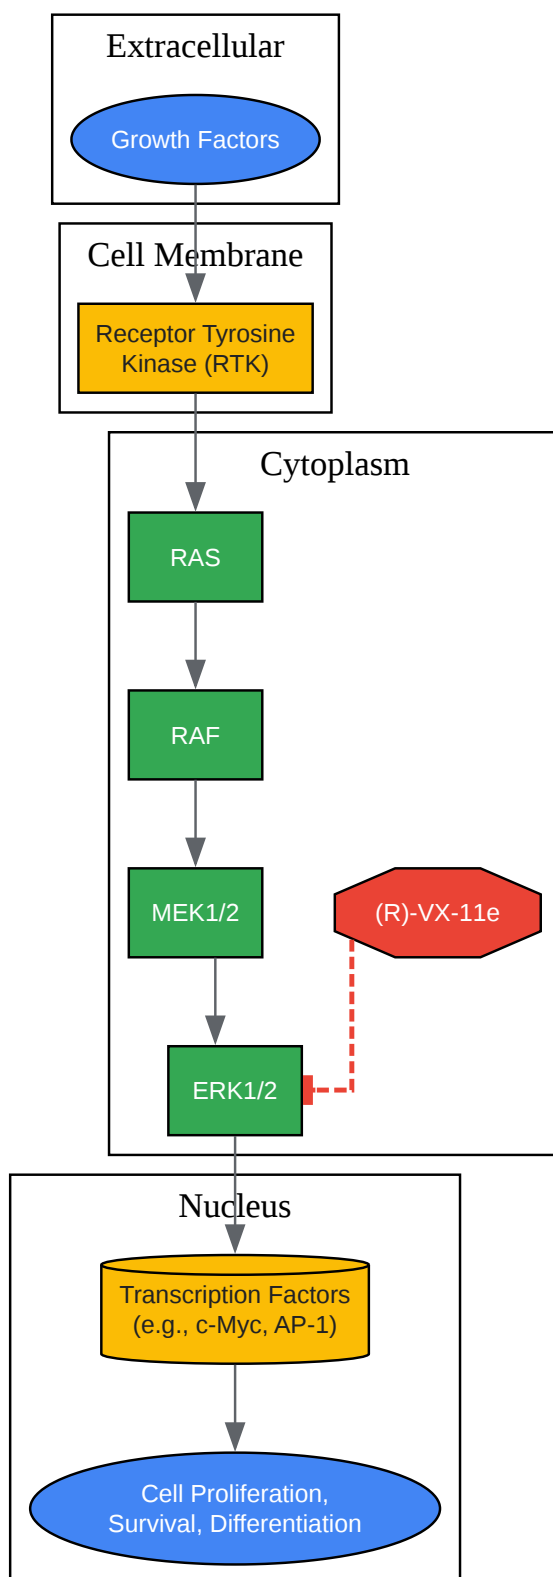 Extracellular
Growth Factors
Cell Membrane
Receptor Tyrosine
Kinase (RTK)
Cytoplasm
RAS
RAF
MEK1/2
(R)-VX-11e
ERK1/2
Nucleus
Transcription Factors
(e.g., c-Myc, AP-1)
Cell Proliferation,
Survival, Differentiation